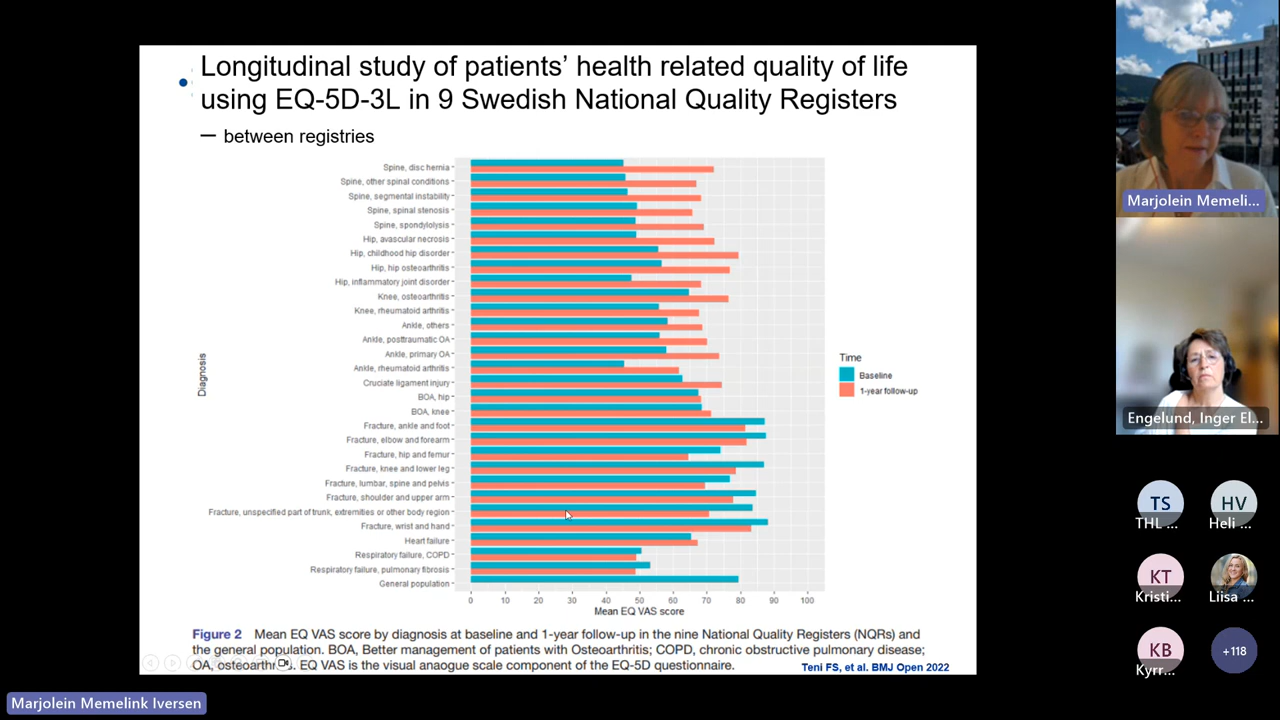 Longitudinal study of patients’ health related quality of life
using EQ-5D-3L in 9 Swedish National Quality Registers
— between registries
Diagnosis
Spine, disc hernia
Spine, other spinal conditions
Spine, segmental instability
Spine, spinal stenosis
Spine, spondylolysis
Hip, avascular necrosis
Hip, childhood hip disorder
Hip, hip osteoarthritis
Hip, inflammatory joint disorder
Knee, osteoarthritis
Knee, rheumatoid arthritis
Ankle, others
Ankle, posttraumatic OA
Ankle, primary OA
Ankle, rheumatoid arthritis
Cruciate ligament injury
BOA, hip
BOA, knee
Fracture, ankle and foot
Fracture, elbow and forearm
Fracture, hip and femur
Fracture, knee and lower leg
Fracture, lumbar, spine and pelvis
Fracture, shoulder and upper arm
Fracture, unspecified part of trunk, extremities or other body region
Fracture, wrist and hand
Heart failure
Respiratory failure, COPD
Respiratory failure, pulmonary fibrosis
General population
0 10 20 30 40 50 60 70 80 90 100
Mean EQ VAS score
Time
Baseline
1-year follow-up
Figure 2 Mean EQ VAS score by diagnosis at baseline and 1-year follow-up in the nine National Quality Registers (NQRs) and
the general population. BOA, Better management of patients with Osteoarthritis; COPD, chronic obstructive pulmonary disease;
OA, EQ VAS is the visual anaogue scale component of the EQ-5D questionnaire.
Teni FS, et al. BMJ Open 2022
Marjolein Memeli...
Engelund, Inger El...
TS
THL ...
HV
Heli ...
KT
Kristi...
Liisa ...
KB
Kyrr...
+118
Marjolein Memelink Iversen